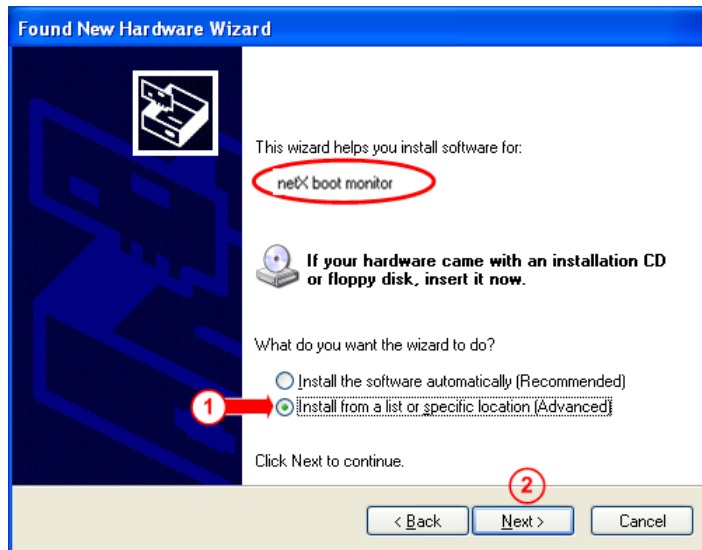 Found New Hardware Wizard
This wizard helps you install software for:
netX boot monitor
If your hardware came with an installation CD
or floppy disk, insert it now.
What do you want the wizard to do?
Install the software automatically (Recommended)
1
Install from a list or specific location (Advanced)
Click Next to continue.
2
< Back
Next >
Cancel